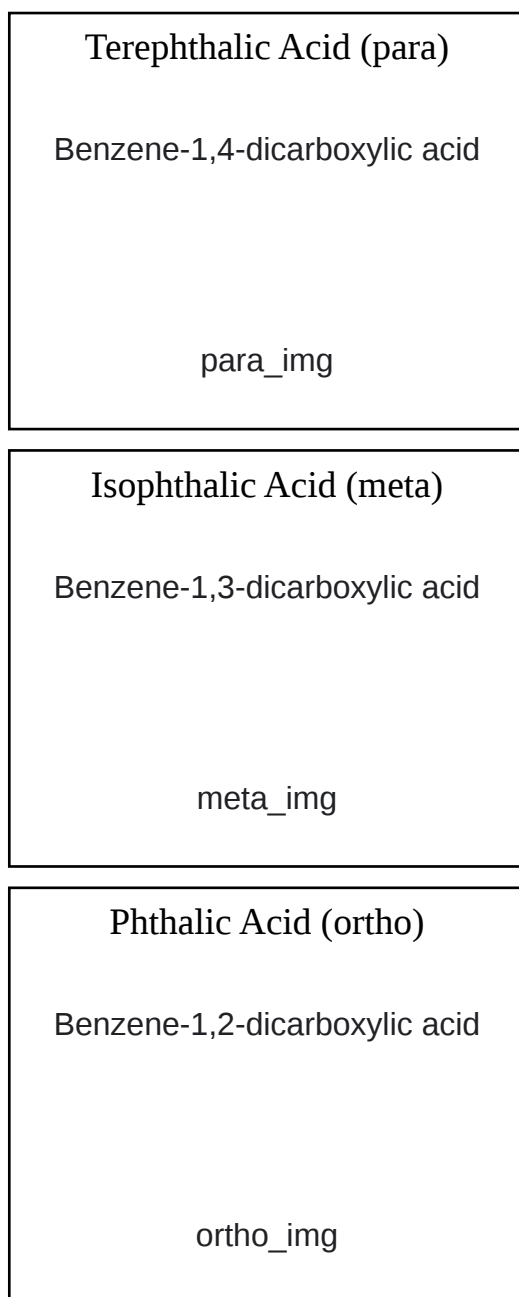 Terephthalic Acid (para)
Benzene-1,4-dicarboxylic acid
para_img
Isophthalic Acid (meta)
Benzene-1,3-dicarboxylic acid
meta_img
Phthalic Acid (ortho)
Benzene-1,2-dicarboxylic acid
ortho_img